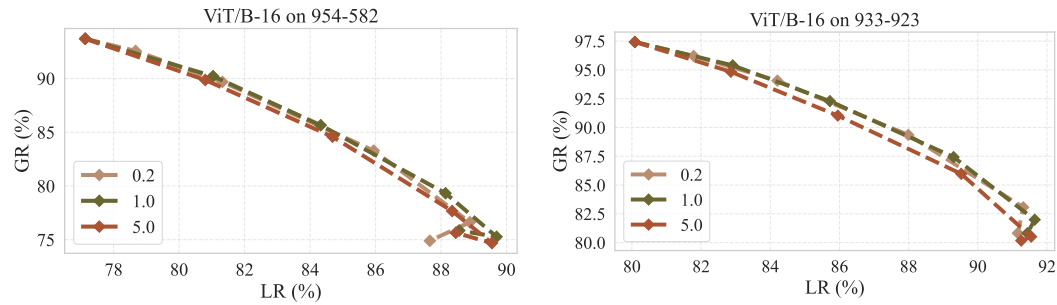 ViT/B-16 on 954-582
GR (%)
90
85
80
75
0.2
1.0
5.0
78 80 82 84 86 88 90
LR (%)
ViT/B-16 on 933-923
GR (%)
97.5
95.0
92.5
90.0
87.5
85.0
82.5
80.0
0.2
1.0
5.0
80 82 84 86 88 90 92
LR (%)